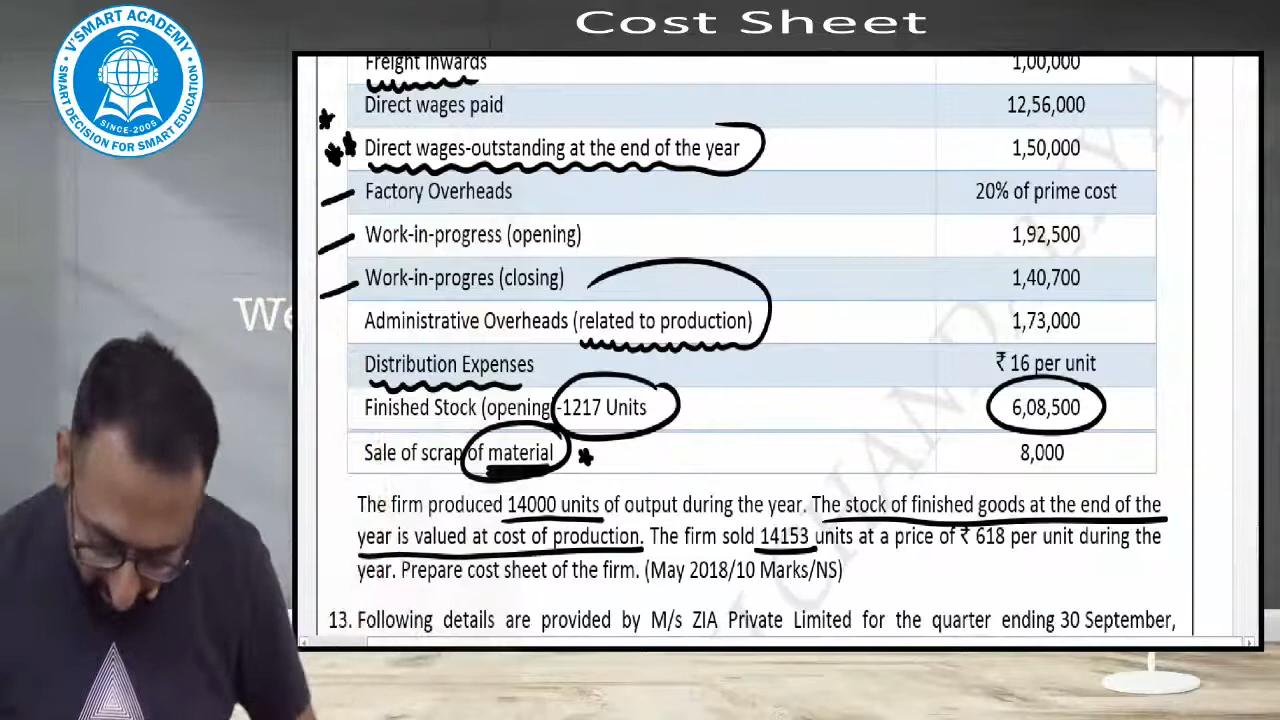 Cost Sheet
V'SMART ACADEMY
SINCE-2005
SMART DECISION FOR SMART EDUCATION
We
Freight Inwards 1,00,000
Direct wages paid 12,56,000
Direct wages-outstanding at the end of the year 1,50,000
Factory Overheads 20% of prime cost
Work-in-progress (opening) 1,92,500
Work-in-progres (closing) 1,40,700
Administrative Overheads (related to production) 1,73,000
Distribution Expenses ₹ 16 per unit
Finished Stock (opening -1217 Units 6,08,500
Sale of scrap of material 8,000
The firm produced 14000 units of output during the year. The stock of finished goods at the end of the
year is valued at cost of production. The firm sold 14153 units at a price of ₹ 618 per unit during the
year. Prepare cost sheet of the firm. (May 2018/10 Marks/NS)
13. Following details are provided by M/s ZIA Private Limited for the quarter ending 30 September,